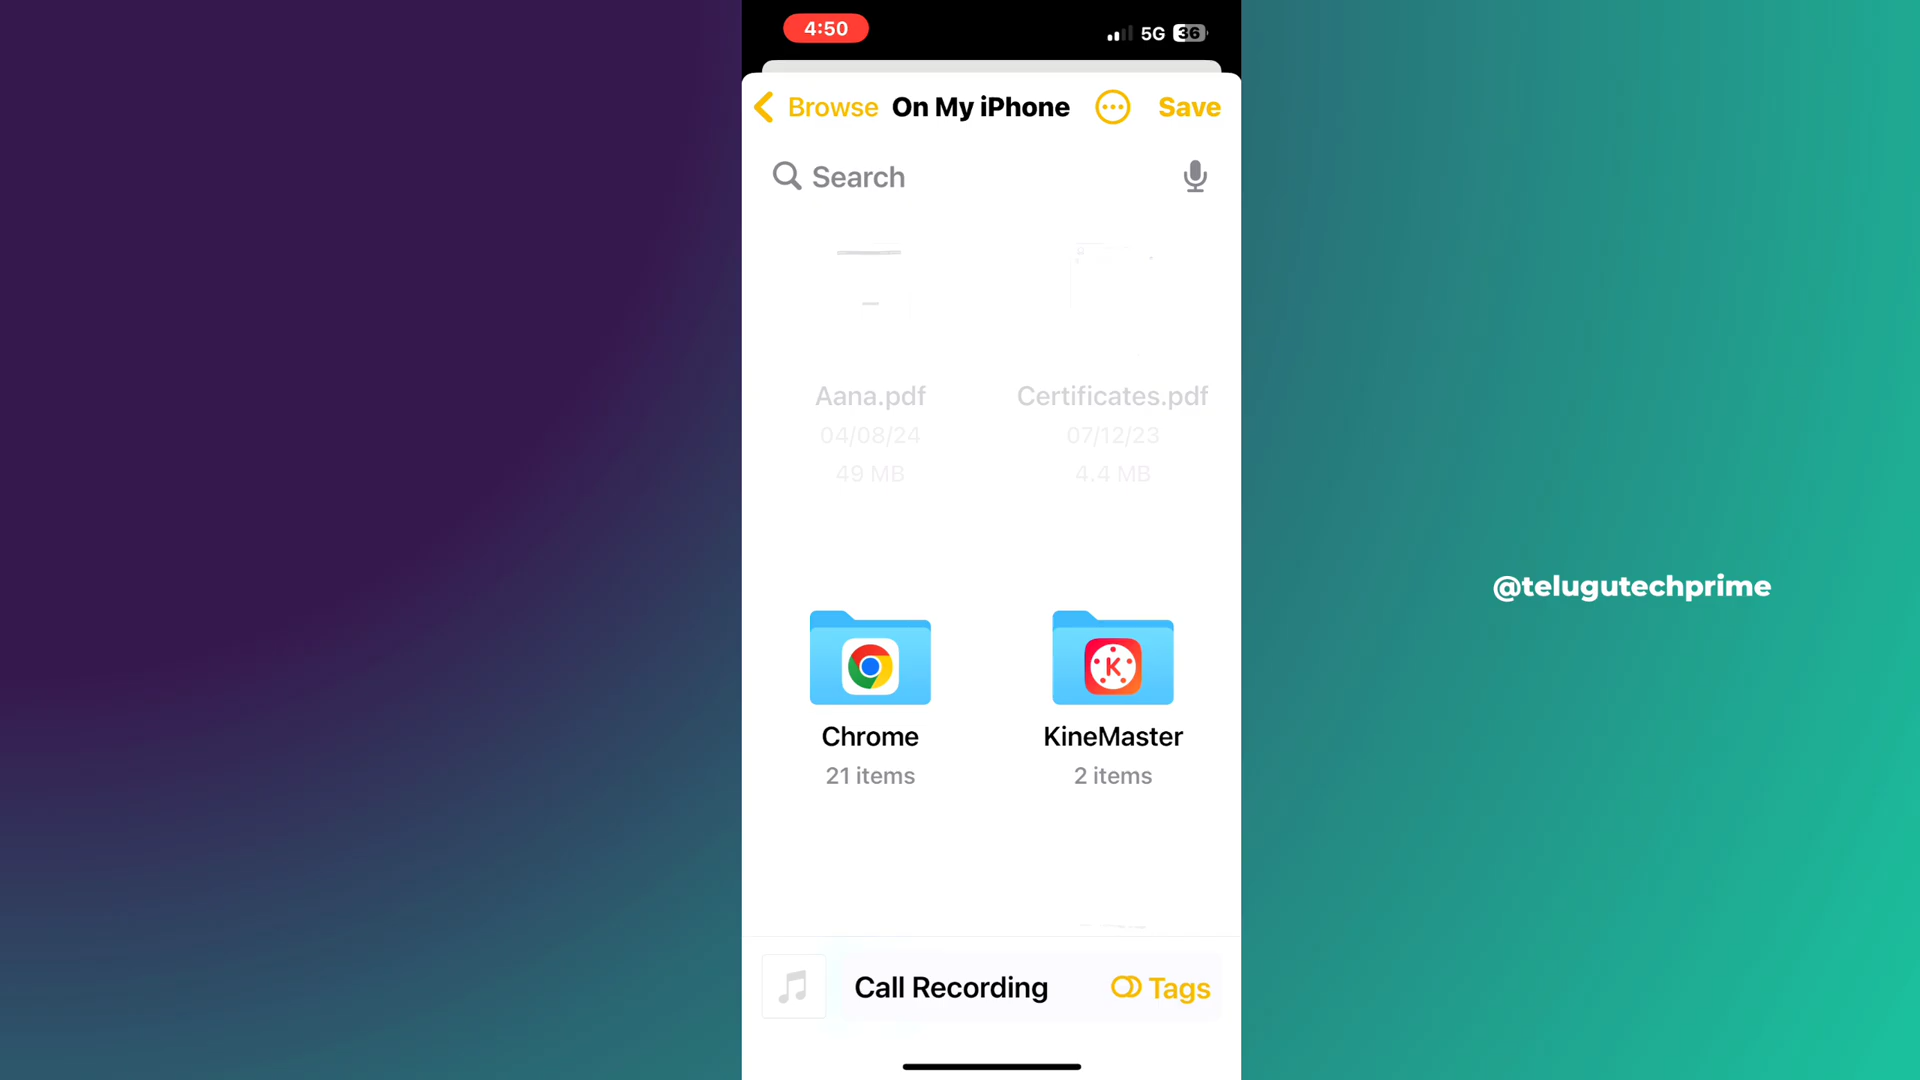 4:50
5G 36
Browse On My iPhone Save
Search
Aana.pdf
04/08/24
49 MB
Certificates.pdf
07/12/23
4.4 MB
Chrome
21 items
KineMaster
2 items
Call Recording
Tags
@telugutechprime